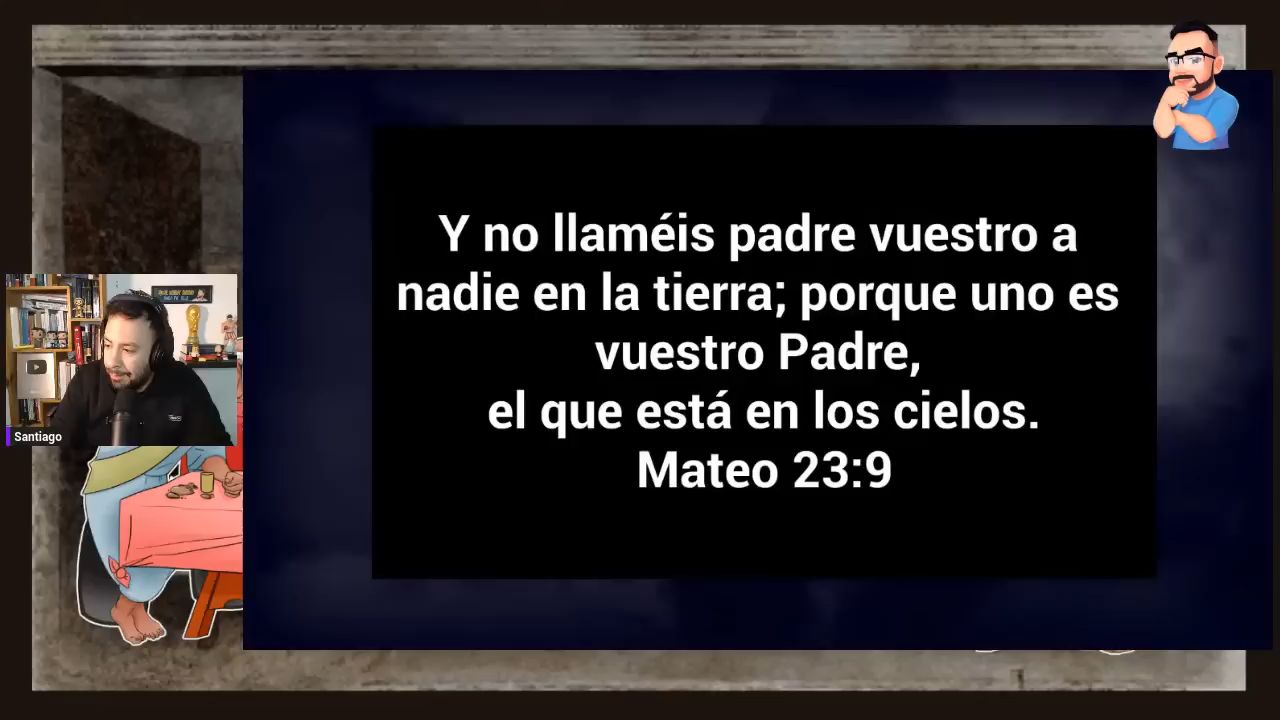 Y no llaméis padre vuestro a
nadie en la tierra; porque uno es
vuestro Padre,
el que está en los cielos.
Mateo 23:9
Santiago